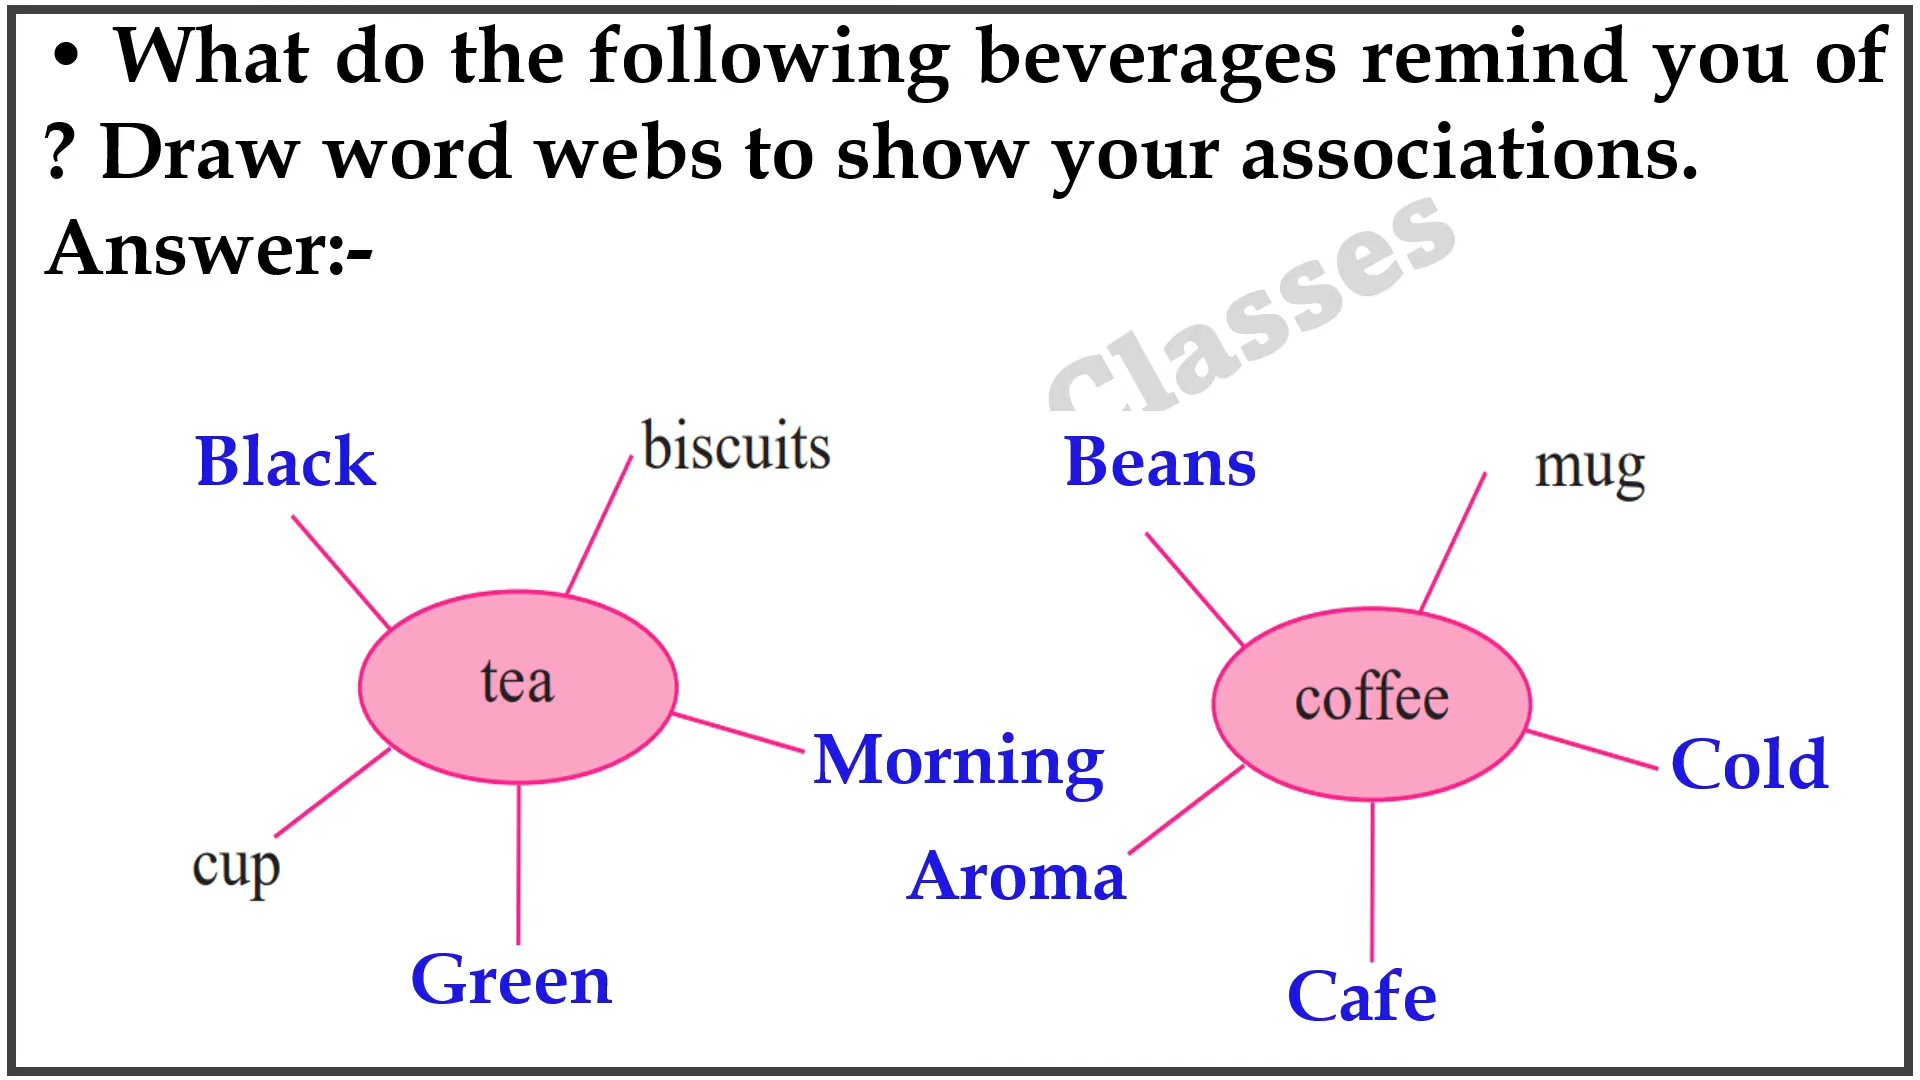 • What do the following beverages remind you of
? Draw word webs to show your associations.
Answer:-
Classes
Black
biscuits
tea
Morning
cup
Green
Beans
mug
coffee
Cold
Aroma
Cafe